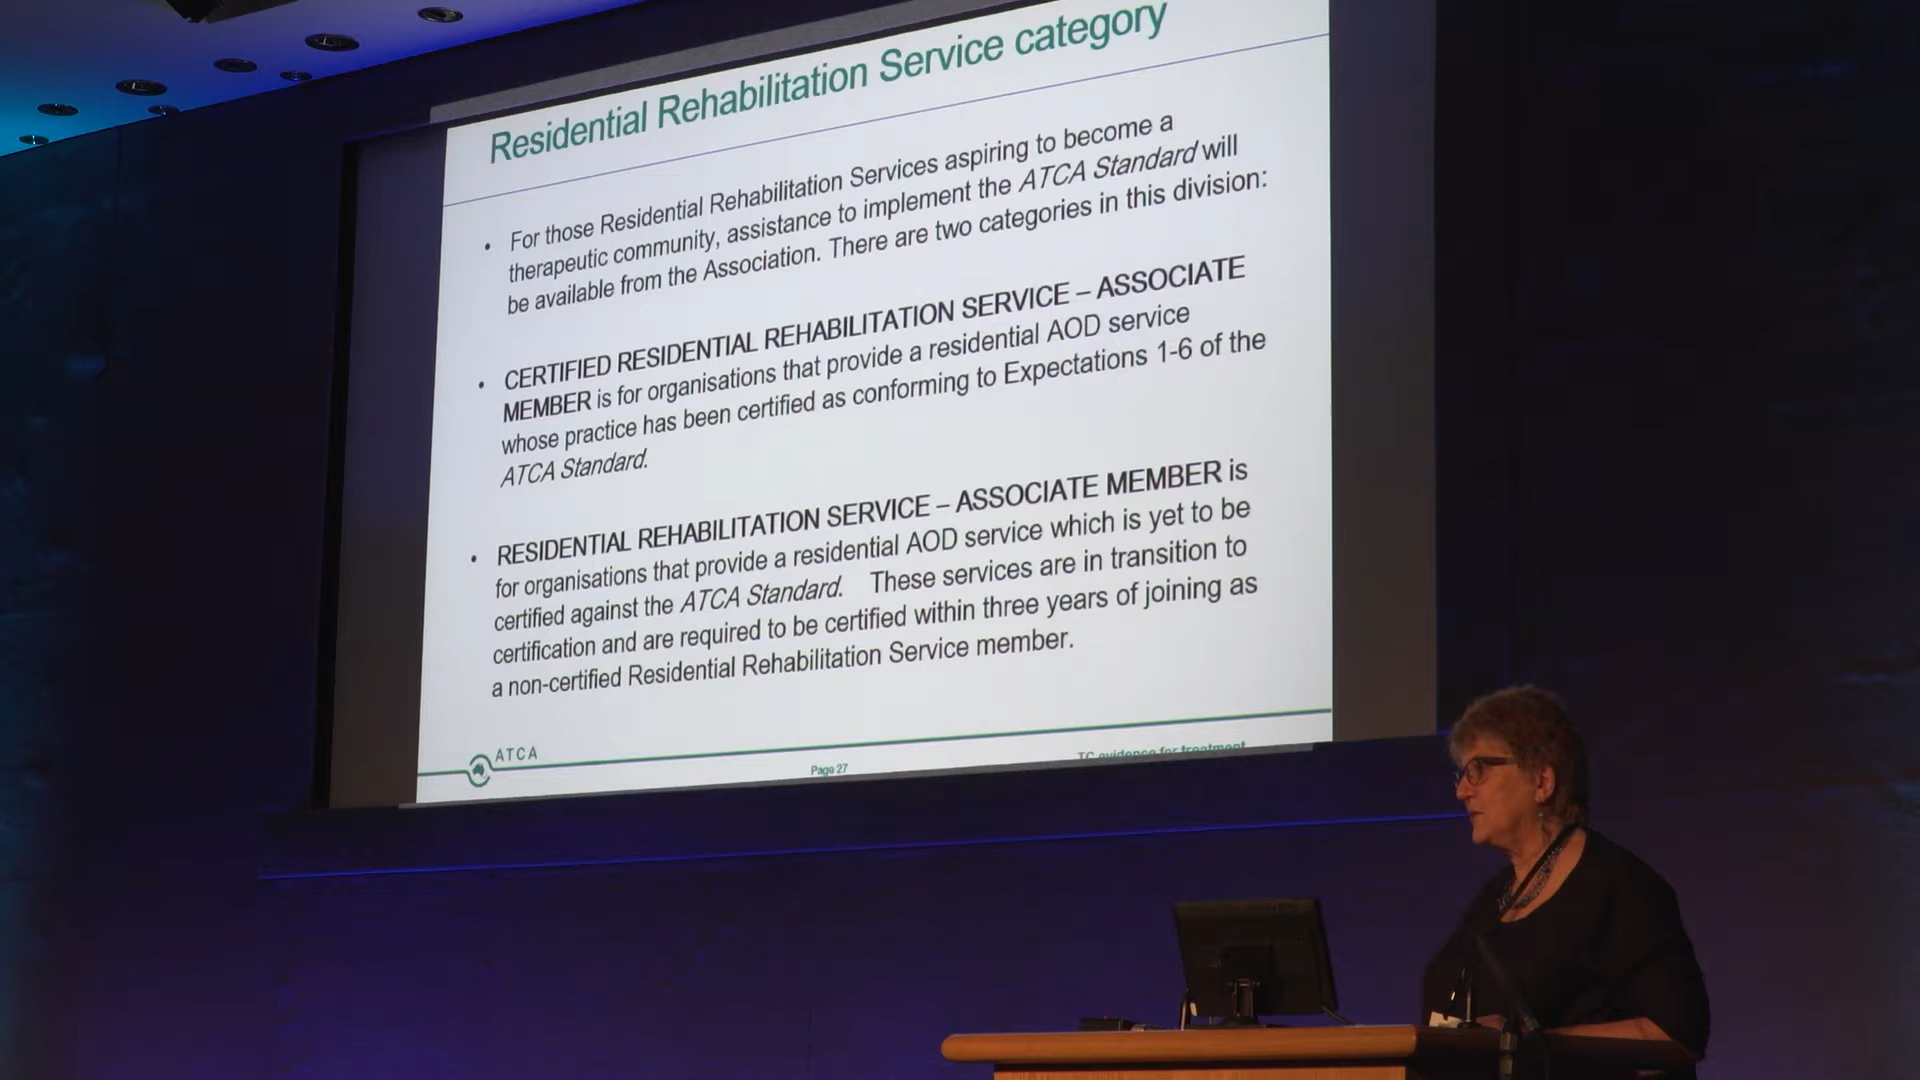 Residential Rehabilitation Service category
• For those Residential Rehabilitation Services aspiring to become a
therapeutic community, assistance to implement the ATCA Standard will
be available from the Association. There are two categories in this division:
• CERTIFIED RESIDENTIAL REHABILITATION SERVICE – ASSOCIATE
MEMBER is for organisations that provide a residential AOD service
whose practice has been certified as conforming to Expectations 1-6 of the
ATCA Standard.
• RESIDENTIAL REHABILITATION SERVICE – ASSOCIATE MEMBER is
for organisations that provide a residential AOD service which is yet to be
certified against the ATCA Standard. These services are in transition to
certification and are required to be certified within three years of joining as
a non-certified Residential Rehabilitation Service member.
ATCA
Page 27
TC evidence for treatment